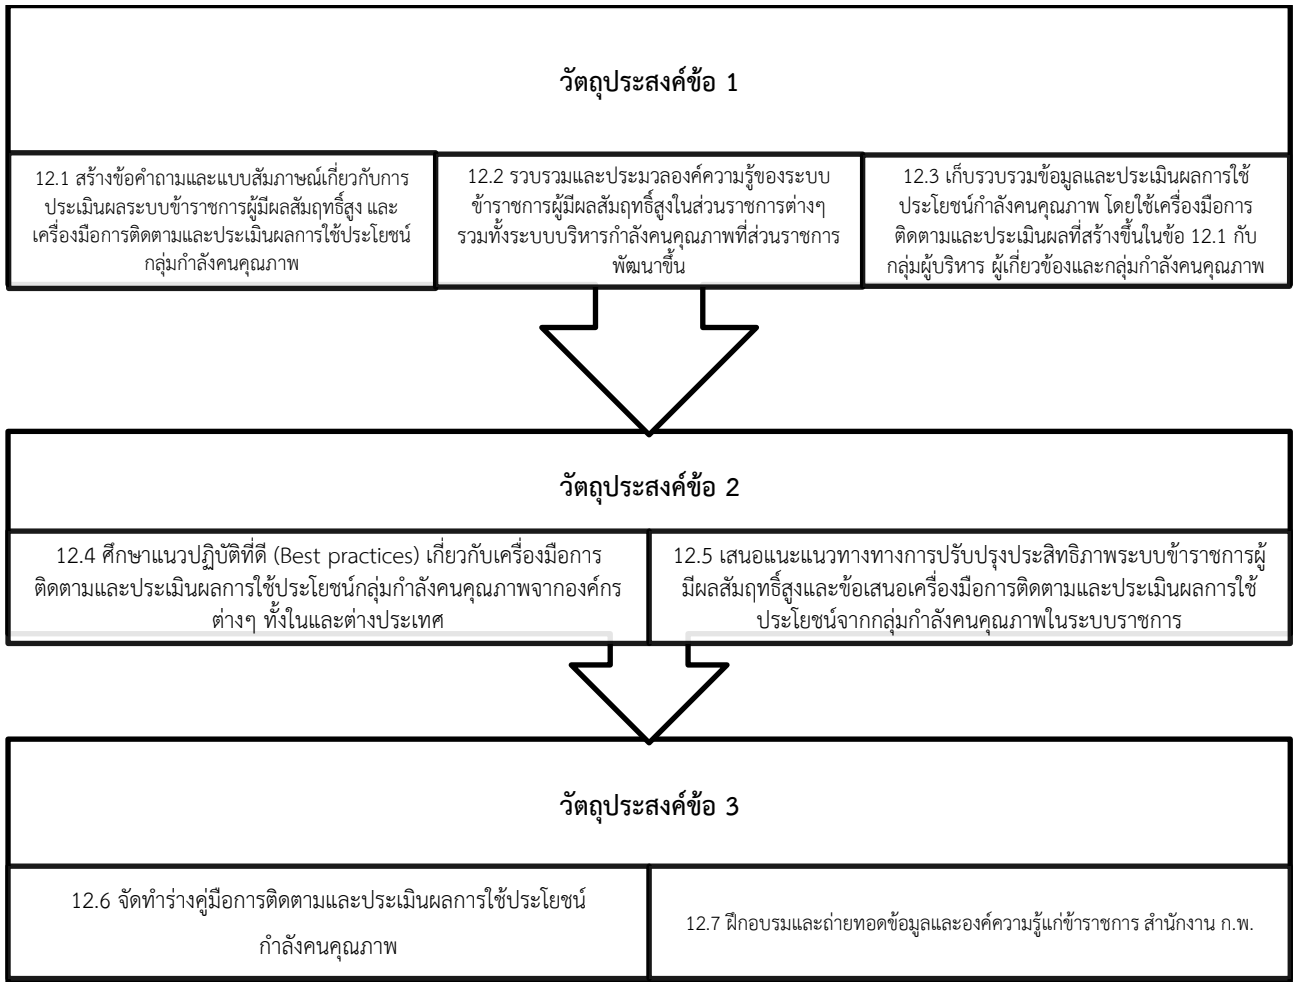 วัตถุประสงค์ข้อ 1
12.1 สร้างข้อคำถามและแบบสัมภาษณ์เกี่ยวกับการ
ประเมินผลระบบข้าราชการผู้มีผลสัมฤทธิ์สูง และ
เครื่องมือการติดตามและประเมินผลการใช้ประโยชน์
กลุ่มกำลังคนคุณภาพ
12.2 รวบรวมและประมวลองค์ความรู้ของระบบ
ข้าราชการผู้มีผลสัมฤทธิ์สูงในส่วนราชการต่างๆ
รวมทั้งระบบบริหารกำลังคนคุณภาพที่ส่วนราชการ
พัฒนาขึ้น
12.3 เก็บรวบรวมข้อมูลและประเมินผลการใช้
ประโยชน์กำลังคนคุณภาพ โดยใช้เครื่องมือการ
ติดตามและประเมินผลที่สร้างขึ้นในข้อ 12.1 กับ
กลุ่มผู้บริหาร ผู้เกี่ยวข้องและกลุ่มกำลังคนคุณภาพ
วัตถุประสงค์ข้อ 2
12.4 ศึกษาแนวปฏิบัติที่ดี (Best practices) เกี่ยวกับเครื่องมือการ
ติดตามและประเมินผลการใช้ประโยชน์กลุ่มกำลังคนคุณภาพจากองค์กร
ต่างๆ ทั้งในและต่างประเทศ
12.5 เสนอแนะแนวทางทางการปรับปรุงประสิทธิภาพระบบข้าราชการผู้
มีผลสัมฤทธิ์สูงและข้อเสนอเครื่องมือการติดตามและประเมินผลการใช้
ประโยชน์จากกลุ่มกำลังคนคุณภาพในระบบราชการ
วัตถุประสงค์ข้อ 3
12.6 จัดทำร่างคู่มือการติดตามและประเมินผลการใช้ประโยชน์
กำลังคนคุณภาพ
12.7 ฝึกอบรมและถ่ายทอดข้อมูลและองค์ความรู้แก่ข้าราชการ สำนักงาน ก.พ.